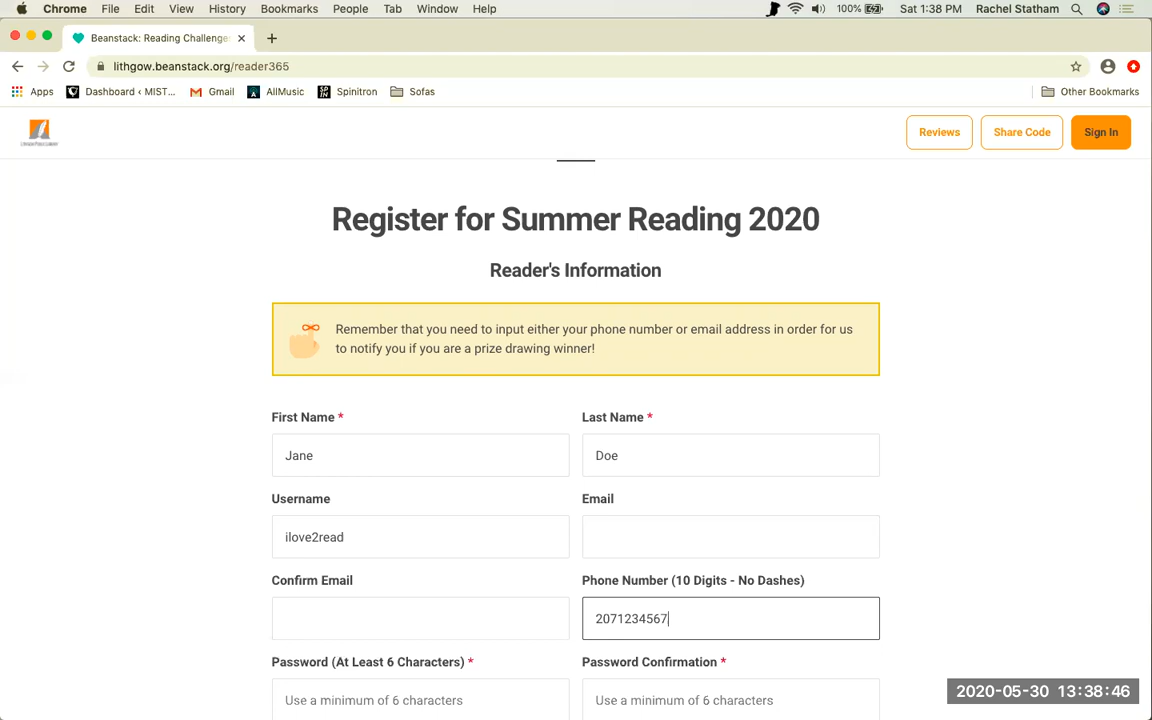 Chrome File Edit View History Bookmarks People Tab Window Help 100% Sat 1:38 PM Rachel Statham
Beanstack: Reading Challenge
lithgow.beanstack.org/reader365
Apps Dashboard ‹ MIST... Gmail AllMusic Spinitron Sofas Other Bookmarks
Reviews Share Code Sign In
Register for Summer Reading 2020
Reader's Information
Remember that you need to input either your phone number or email address in order for us
to notify you if you are a prize drawing winner!
First Name * Last Name *
Jane Doe
Username Email
ilove2read
Confirm Email Phone Number (10 Digits - No Dashes)
2071234567
Password (At Least 6 Characters) * Password Confirmation *
Use a minimum of 6 characters Use a minimum of 6 characters
2020-05-30 13:38:46